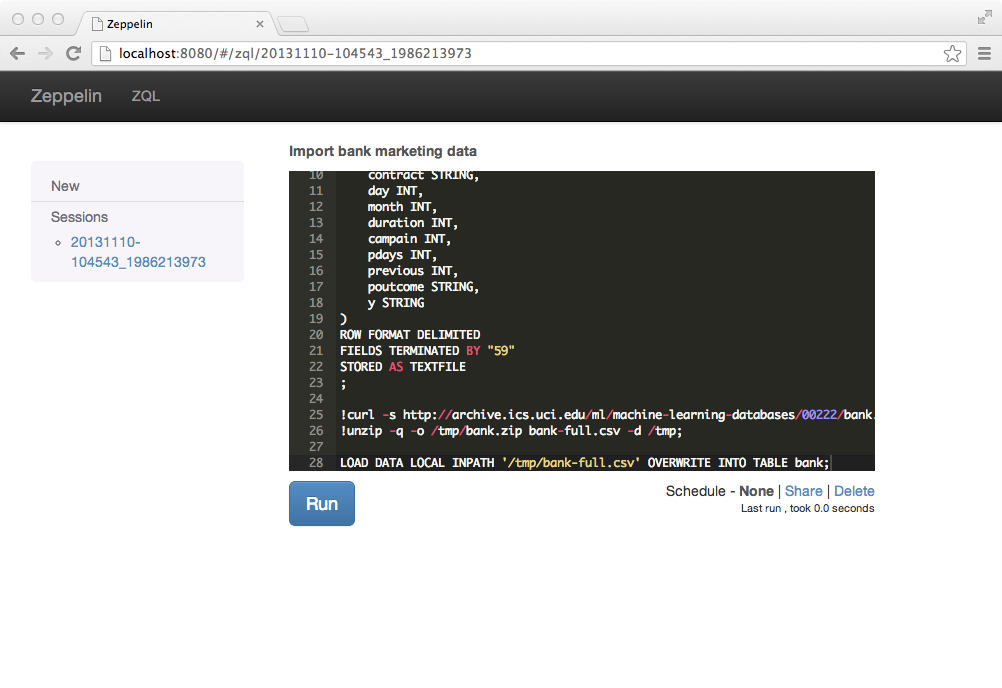 Zeppelin
localhost:8080/#/zql/20131110-104543_1986213973
Zeppelin ZQL
New
Sessions
20131110-
104543_1986213973
Import bank marketing data
10 contract STRING,
11 day INT,
12 month INT,
13 duration INT,
14 campain INT,
15 pdays INT,
16 previous INT,
17 poutcome STRING,
18 y STRING
19 )
20 ROW FORMAT DELIMITED
21 FIELDS TERMINATED BY "59"
22 STORED AS TEXTFILE
23 ;
24
25 !curl -s http://archive.ics.uci.edu/ml/machine-learning-databases/00222/bank.
26 !unzip -q -o /tmp/bank.zip bank-full.csv -d /tmp;
27
28 LOAD DATA LOCAL INPATH '/tmp/bank-full.csv' OVERWRITE INTO TABLE bank;
Run
Schedule - None | Share | Delete
Last run , took 0.0 seconds